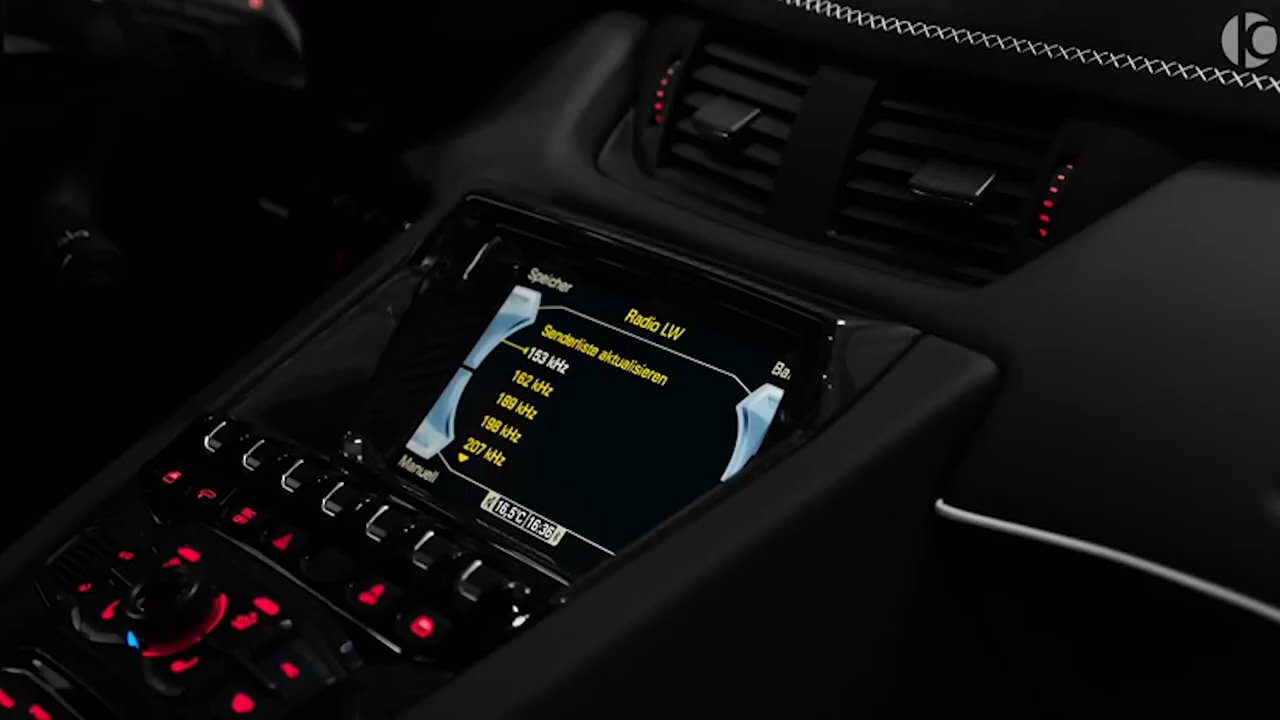 Speicher
Radio LW
Senderliste aktualisieren
153 kHz
Ba
162 kHz
189 kHz
198 kHz
207 kHz
Manuell
16,5°C 16:36